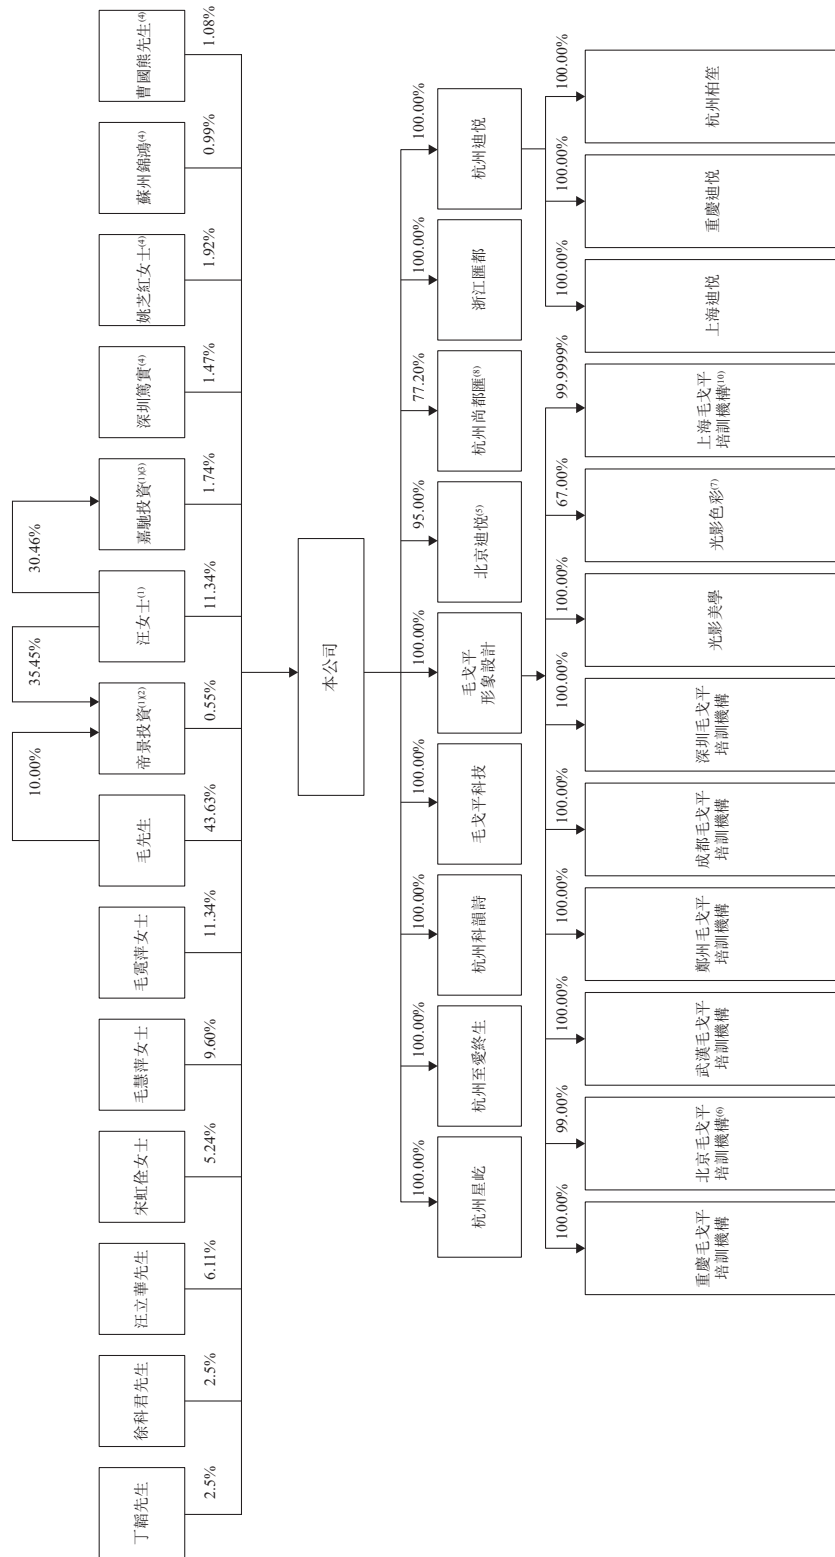 30.46%
35.45%
10.00%
丁韜先生
徐科君先生
汪立華先生
宋虹佺女士
毛慧萍女士
毛霓萍女士
毛先生
帝景投資(1)(2)
汪女士(1)
嘉馳投資(1)(3)
深圳篤實(4)
姚芝紅女士(4)
蘇州錦鴻(4)
曹國熊先生(4)
2.5%
2.5%
6.11%
5.24%
9.60%
11.34%
43.63%
0.55%
11.34%
1.74%
1.47%
1.92%
0.99%
1.08%
本公司
100.00%
100.00%
100.00%
100.00%
100.00%
95.00%
77.20%
100.00%
100.00%
杭州星屹
杭州至愛終生
杭州科韻詩
毛戈平科技
毛戈平
形象設計
北京迪悦(5)
杭州尚都匯(8)
浙江匯都
杭州迪悦
100.00%
99.00%
100.00%
100.00%
100.00%
100.00%
100.00%
67.00%
99.9999%
100.00%
100.00%
100.00%
重慶毛戈平
培訓機構
北京毛戈平
培訓機構(6)
武漢毛戈平
培訓機構
鄭州毛戈平
培訓機構
成都毛戈平
培訓機構
深圳毛戈平
培訓機構
光影美學
光影色彩(7)
上海毛戈平
培訓機構(10)
上海迪悦
重慶迪悦
杭州柏笙